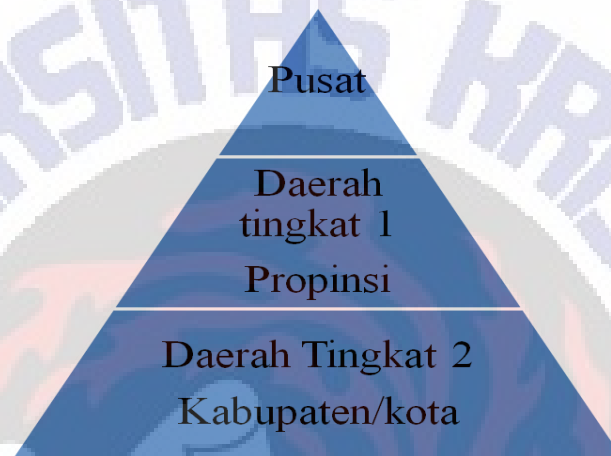 Pusat
Daerah
tingkat 1
Propinsi
Daerah Tingkat 2
Kabupaten/kota